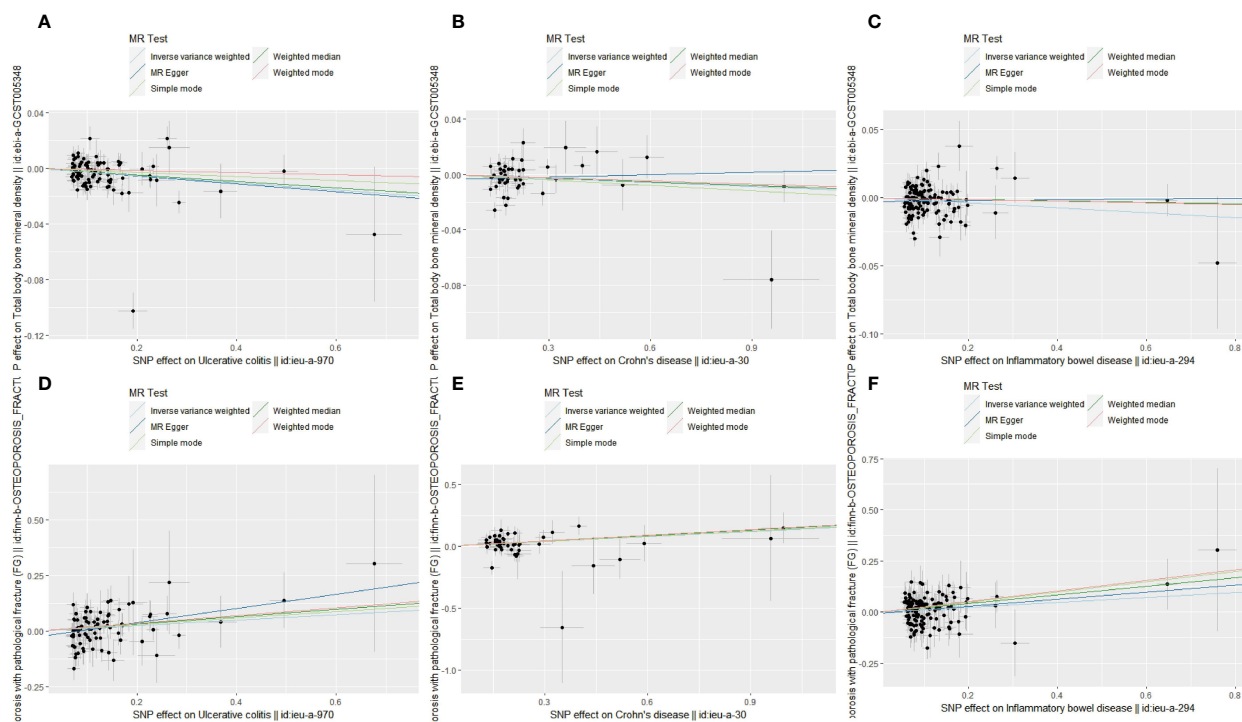 A
MR Test
Inverse variance weighted
Weighted median
MR Egger
Weighted mode
Simple mode
P effect on Total body bone mineral density || id:ebi-a-GCST005348
0.04
0.00
-0.04
-0.08
-0.12
0.2
0.4
0.6
SNP effect on Ulcerative colitis || id:ieu-a-970
B
MR Test
Inverse variance weighted
Weighted median
MR Egger
Weighted mode
Simple mode
P effect on Total body bone mineral density || id:ebi-a-GCST005348
0.04
0.00
-0.04
-0.08
0.3
0.6
0.9
SNP effect on Crohn's disease || id:ieu-a-30
C
MR Test
Inverse variance weighted
Weighted median
MR Egger
Weighted mode
Simple mode
P effect on Total body bone mineral density || id:ebi-a-GCST005348
0.05
0.00
-0.05
-0.10
0.0
0.2
0.4
0.6
0.8
SNP effect on Inflammatory bowel disease || id:ieu-a-294
D
MR Test
Inverse variance weighted
Weighted median
MR Egger
Weighted mode
Simple mode
orosis with pathological fracture (FG) || id:finn-b-OSTEOPOROSIS_FRACTU
0.50
0.25
0.00
-0.25
0.2
0.4
0.6
SNP effect on Ulcerative colitis || id:ieu-a-970
E
MR Test
Inverse variance weighted
Weighted median
MR Egger
Weighted mode
Simple mode
orosis with pathological fracture (FG) || id:finn-b-OSTEOPOROSIS_FRACTU
0.5
0.0
-0.5
-1.0
0.3
0.6
0.9
SNP effect on Crohn's disease || id:ieu-a-30
F
MR Test
Inverse variance weighted
Weighted median
MR Egger
Weighted mode
Simple mode
orosis with pathological fracture (FG) || id:finn-b-OSTEOPOROSIS_FRACTU
0.75
0.50
0.25
0.00
-0.25
0.0
0.2
0.4
0.6
0.8
SNP effect on Inflammatory bowel disease || id:ieu-a-294